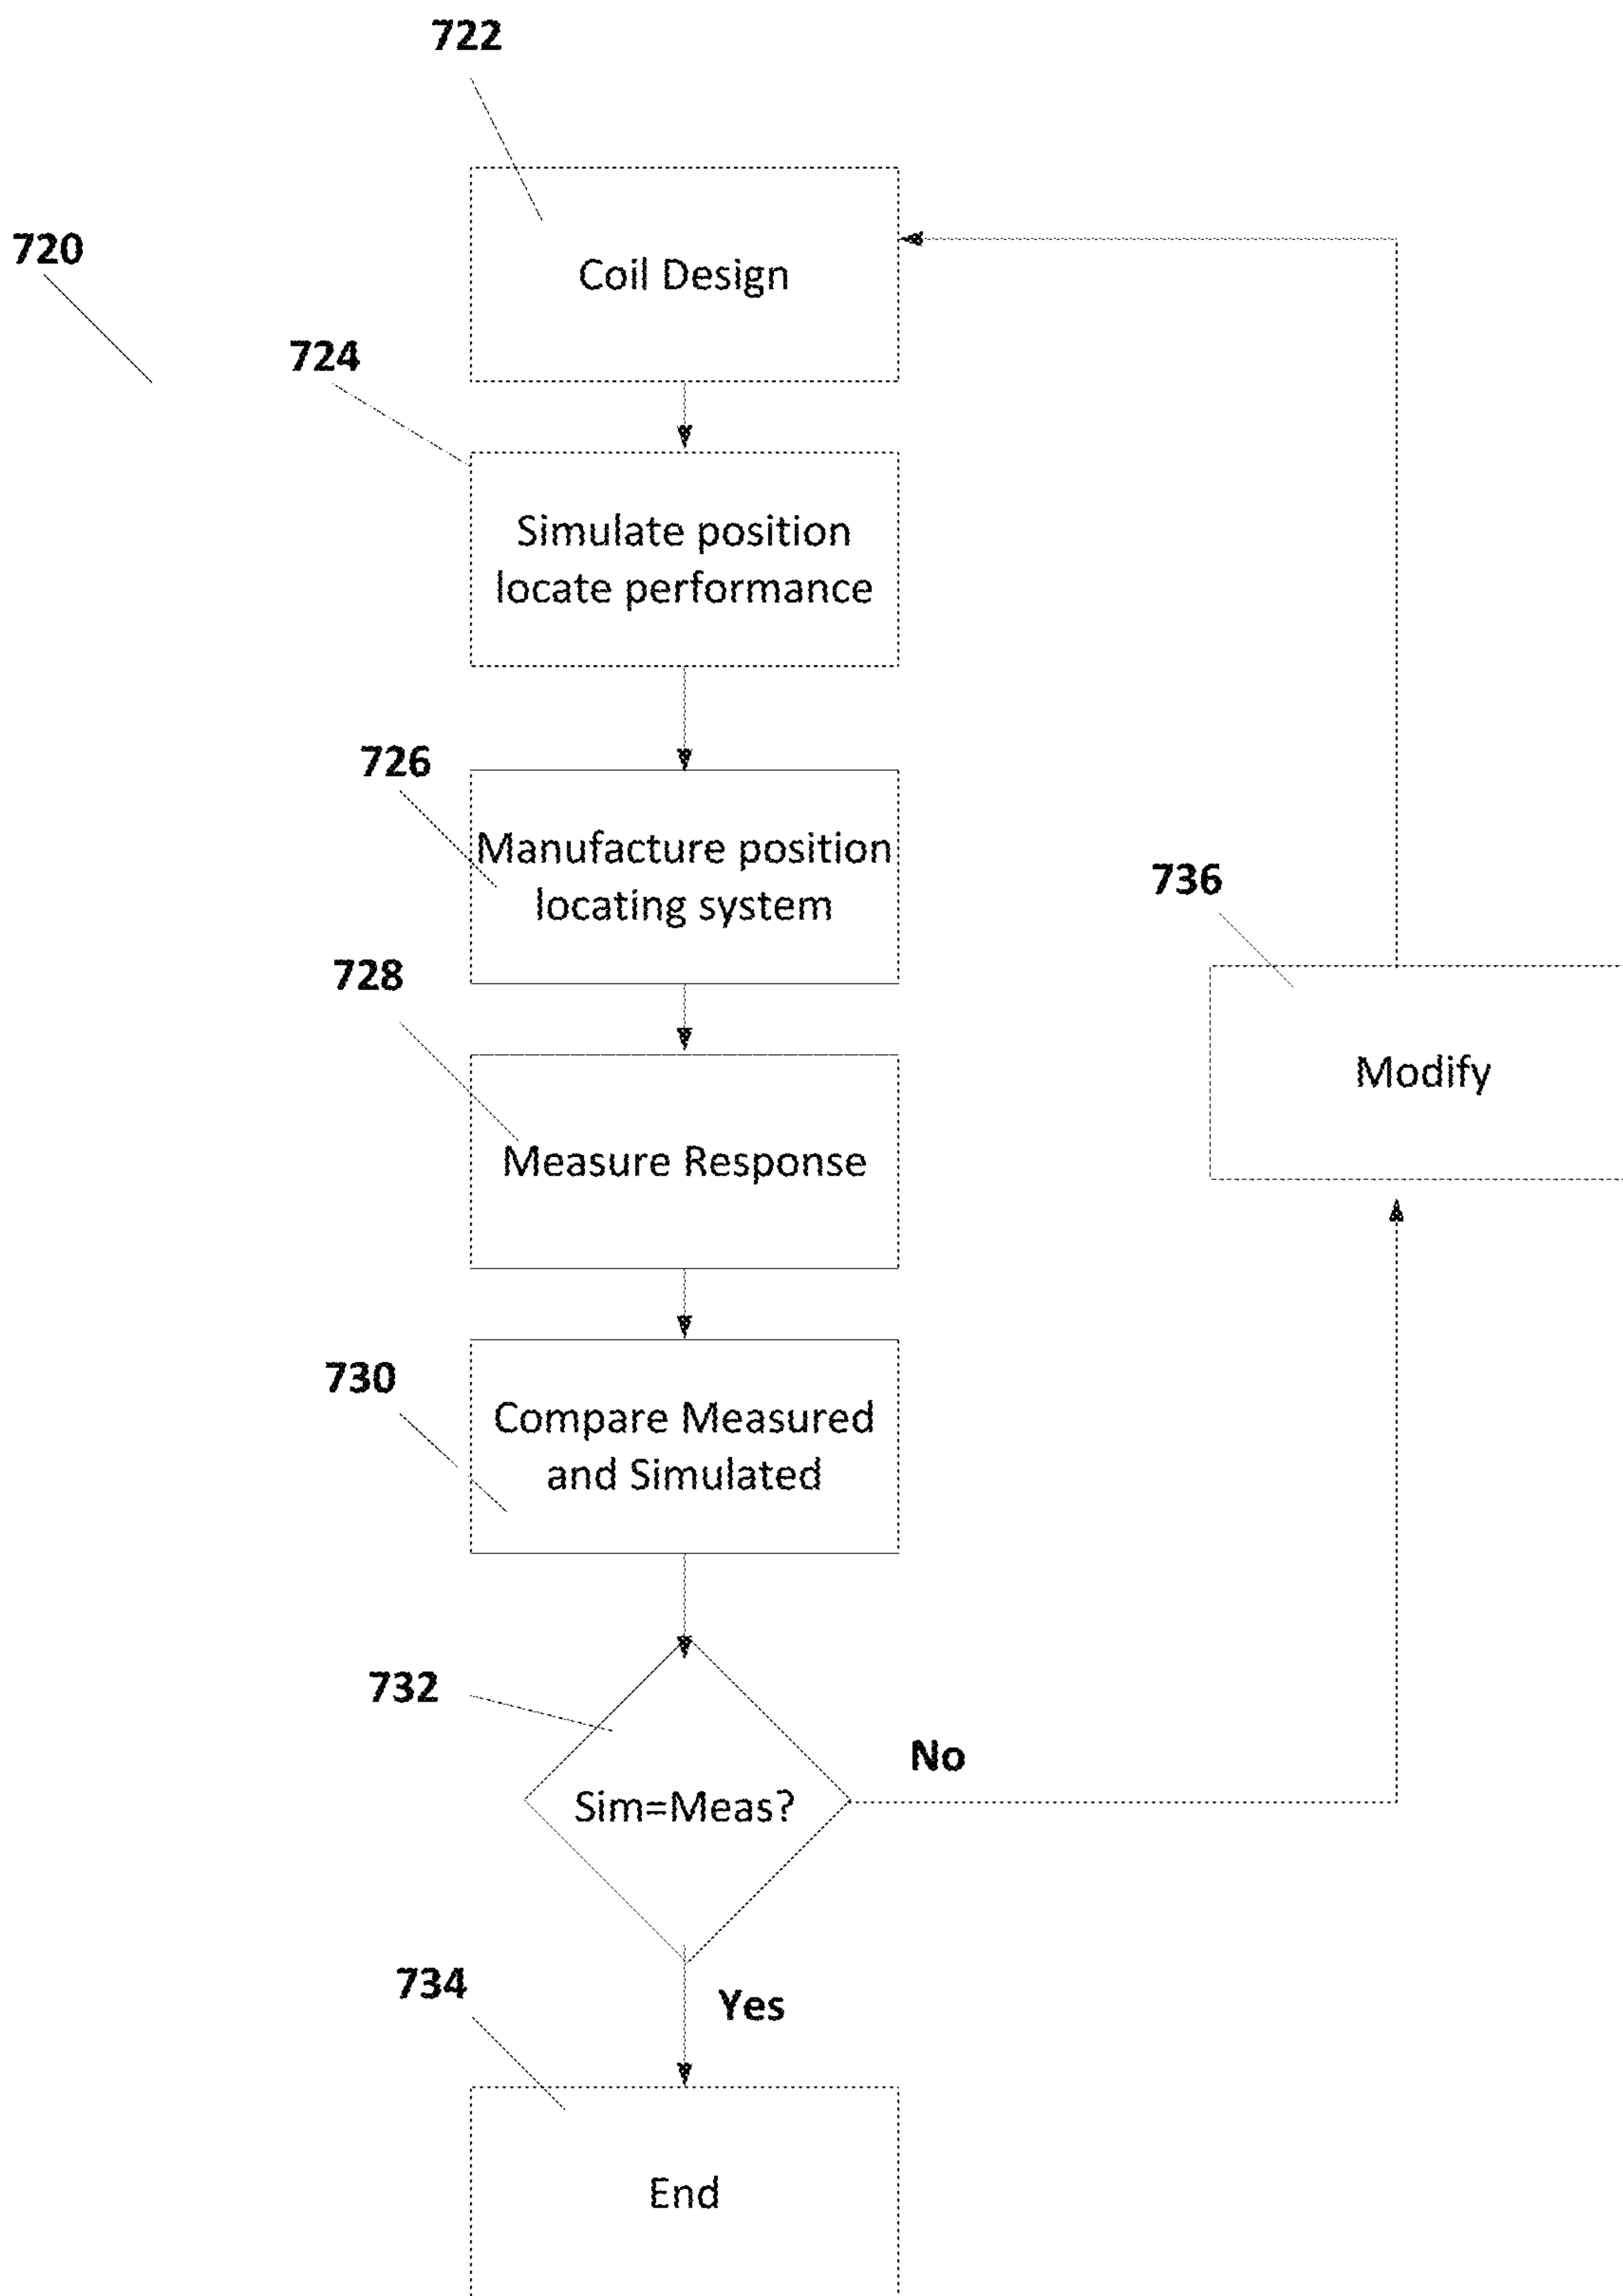 722
720
Coil Design
724
Simulate position
locate performance
726
Manufacture position
locating system
736
728
Modify
Measure Response
730
Compare Measured
and Simulated
732
No
Sim=Meas?
734
Yes
End